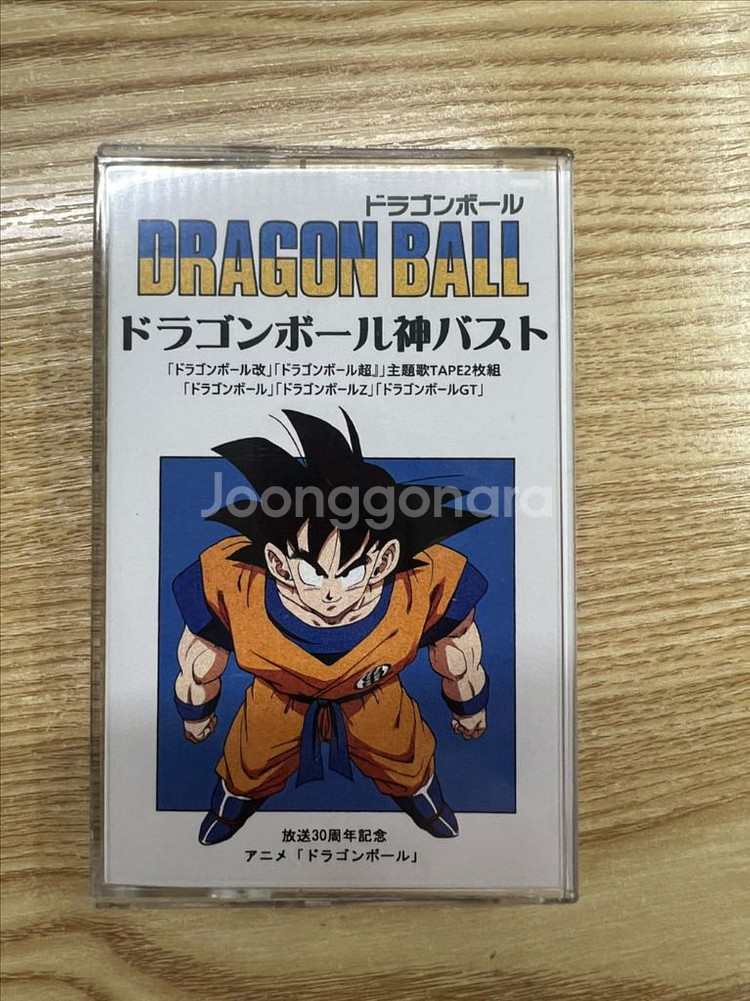 ドラゴンボール
DRAGON BALL
ドラゴンボール神バスト
「ドラゴンボール改」「ドラゴンボール超』」主題歌TAPE2枚組
「ドラゴンボール」「ドラゴンボールZ」「ドラゴンボールGT」
Joonggonara
放送30周年記念
アニメ「ドラゴンボール」